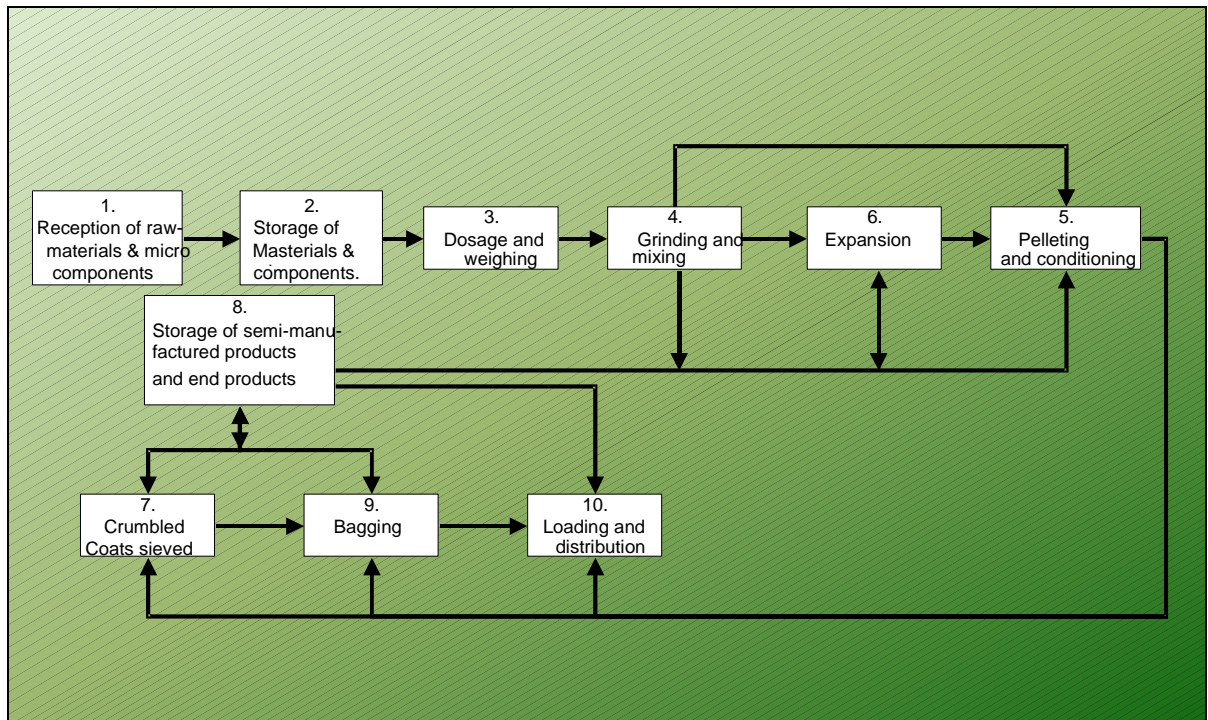 1.
Reception of raw-
materials & micro
components
2.
Storage of
Masterials &
components.
3.
Dosage and
weighing
4.
Grinding and
mixing
6.
Expansion
5.
Pelleting
and conditioning
8.
Storage of semi-manu-
factured products
and end products
7.
Crumbled
Coats sieved
9.
Bagging
10.
Loading and
distribution